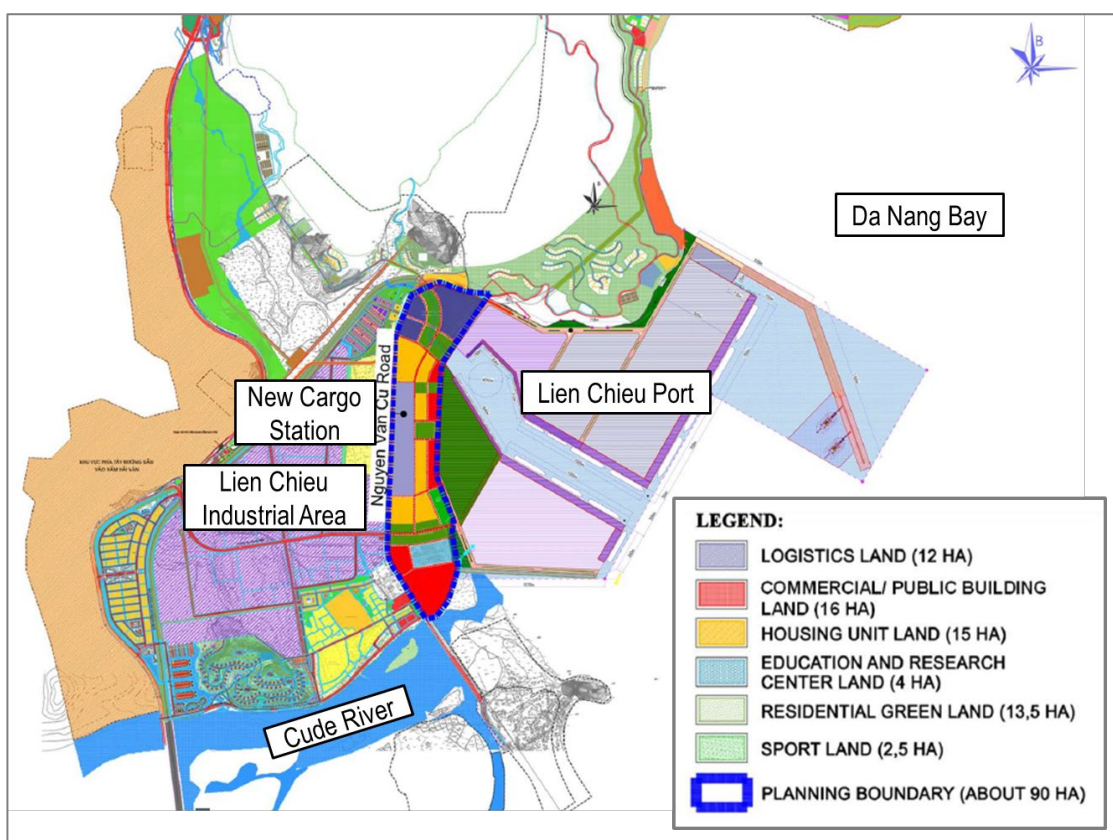 B
Da Nang Bay
Lien Chieu Port
New Cargo
Station
Nguyen Van Cu Road
Lien Chieu
Industrial Area
Cude River
LEGEND:
LOGISTICS LAND (12 HA)
COMMERCIAL/ PUBLIC BUILDING
LAND (16 HA)
HOUSING UNIT LAND (15 HA)
EDUCATION AND RESEARCH
CENTER LAND (4 HA)
RESIDENTIAL GREEN LAND (13,5 HA)
SPORT LAND (2,5 HA)
PLANNING BOUNDARY (ABOUT 90 HA)